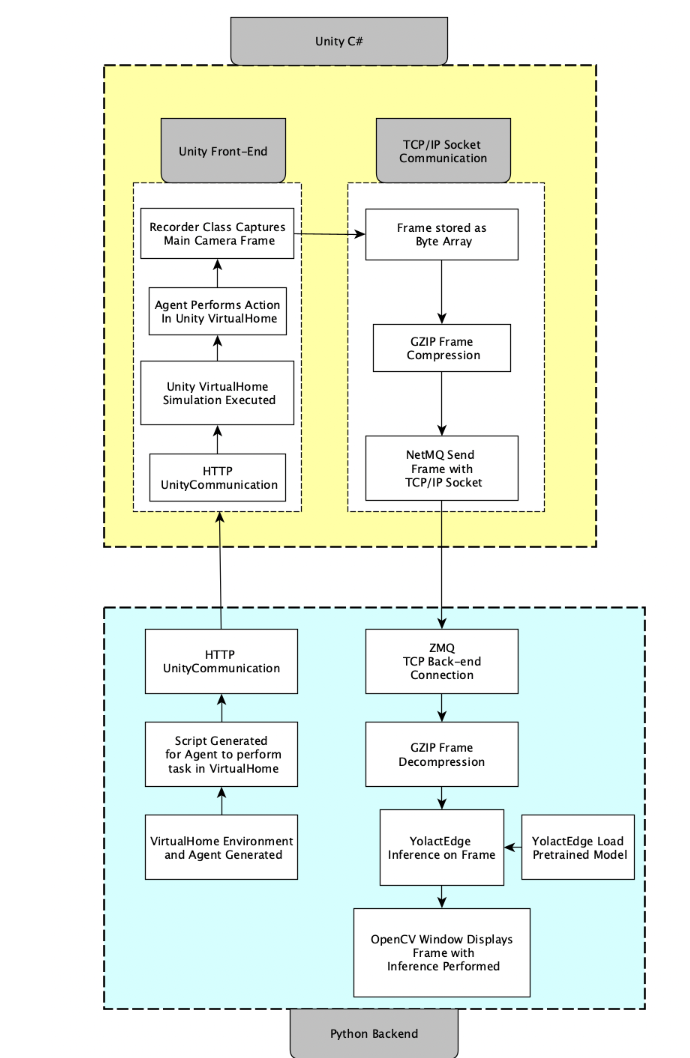 Unity C#
Unity Front-End
TCP/IP Socket
Communication
Recorder Class Captures
Main Camera Frame
Agent Performs Action
In Unity VirtualHome
Unity VirtualHome
Simulation Executed
HTTP
UnityCommunication
Frame stored as
Byte Array
GZIP Frame
Compression
NetMQ Send
Frame with
TCP/IP Socket
HTTP
UnityCommunication
Script Generated
for Agent to perform
task in VirtualHome
VirtualHome Environment
and Agent Generated
ZMQ
TCP Back-end
Connection
GZIP Frame
Decompression
YolactEdge
Inference on Frame
YolactEdge Load
Pretrained Model
OpenCV Window Displays
Frame with
Inference Performed
Python Backend